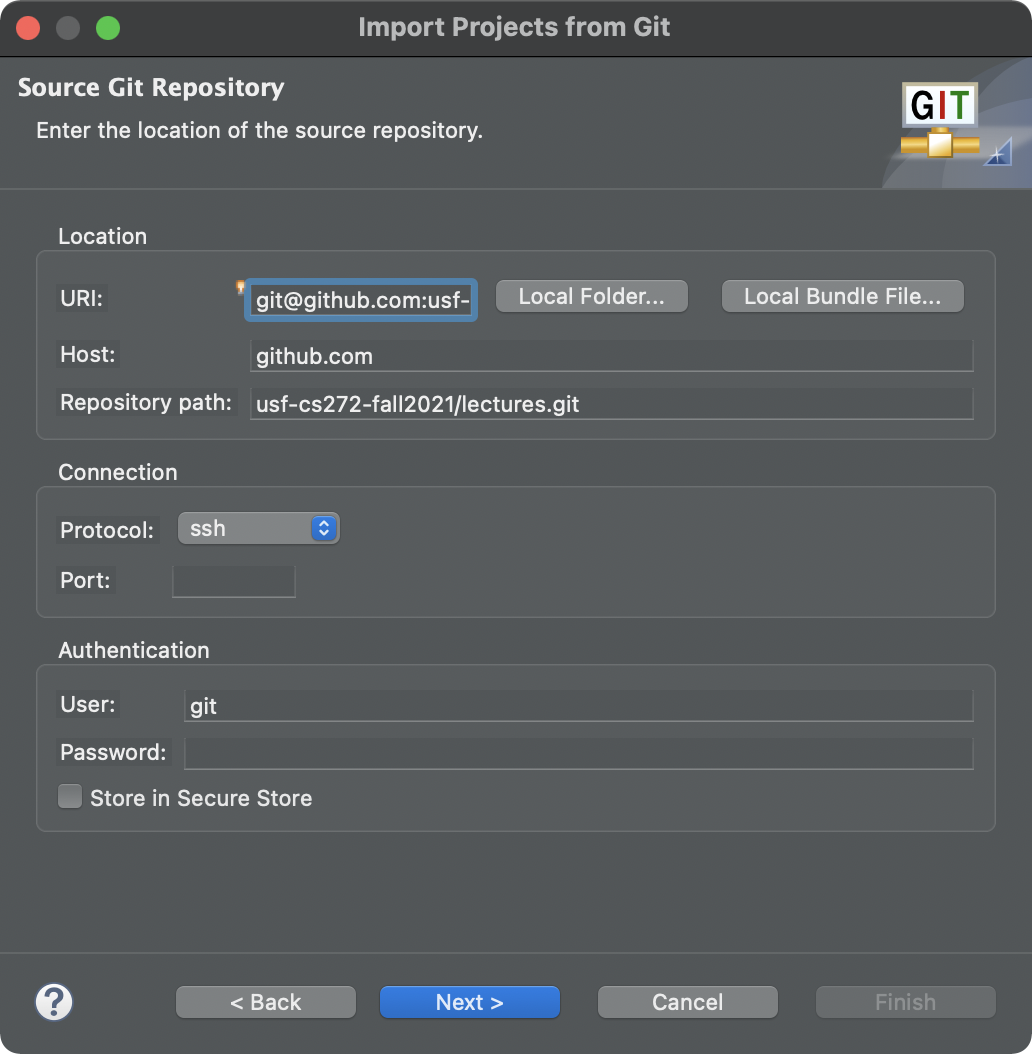 Import Projects from Git
Source Git Repository
Enter the location of the source repository.
GIT
Location
URI: git@github.com:usf- Local Folder... Local Bundle File...
Host: github.com
Repository path: usf-cs272-fall2021/lectures.git
Connection
Protocol: ssh
Port:
Authentication
User: git
Password:
Store in Secure Store
? < Back Next > Cancel Finish